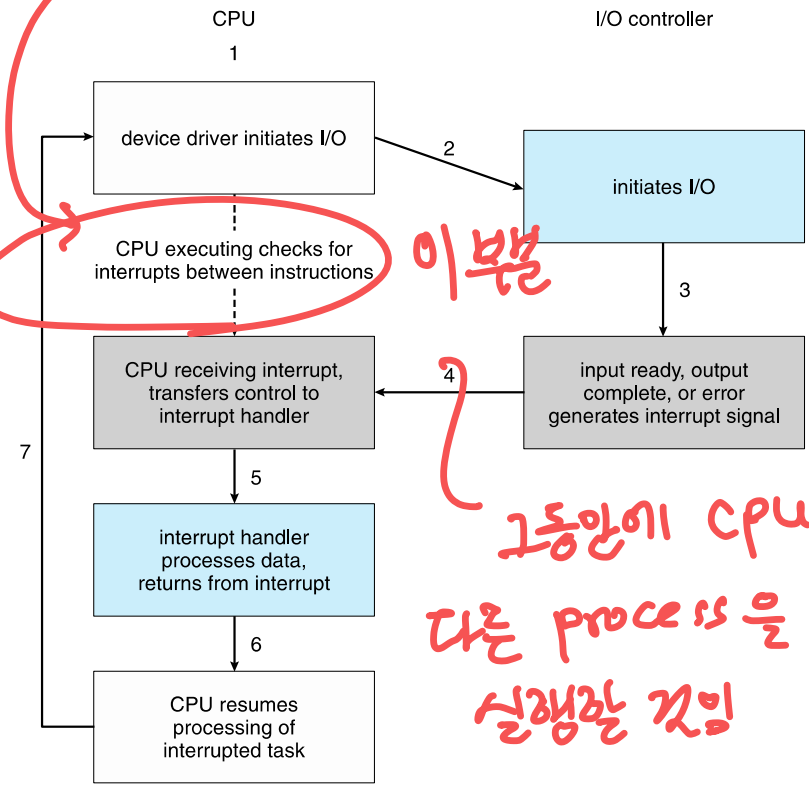 CPU
I/O controller
1
device driver initiates I/O
2
initiates I/O
CPU executing checks for
interrupts between instructions
이 부분
3
CPU receiving interrupt,
transfers control to
interrupt handler
4
input ready, output
complete, or error
generates interrupt signal
7
5
interrupt handler
processes data,
returns from interrupt
그동안에 CPU
다른 process을
실행할 것임
6
CPU resumes
processing of
interrupted task